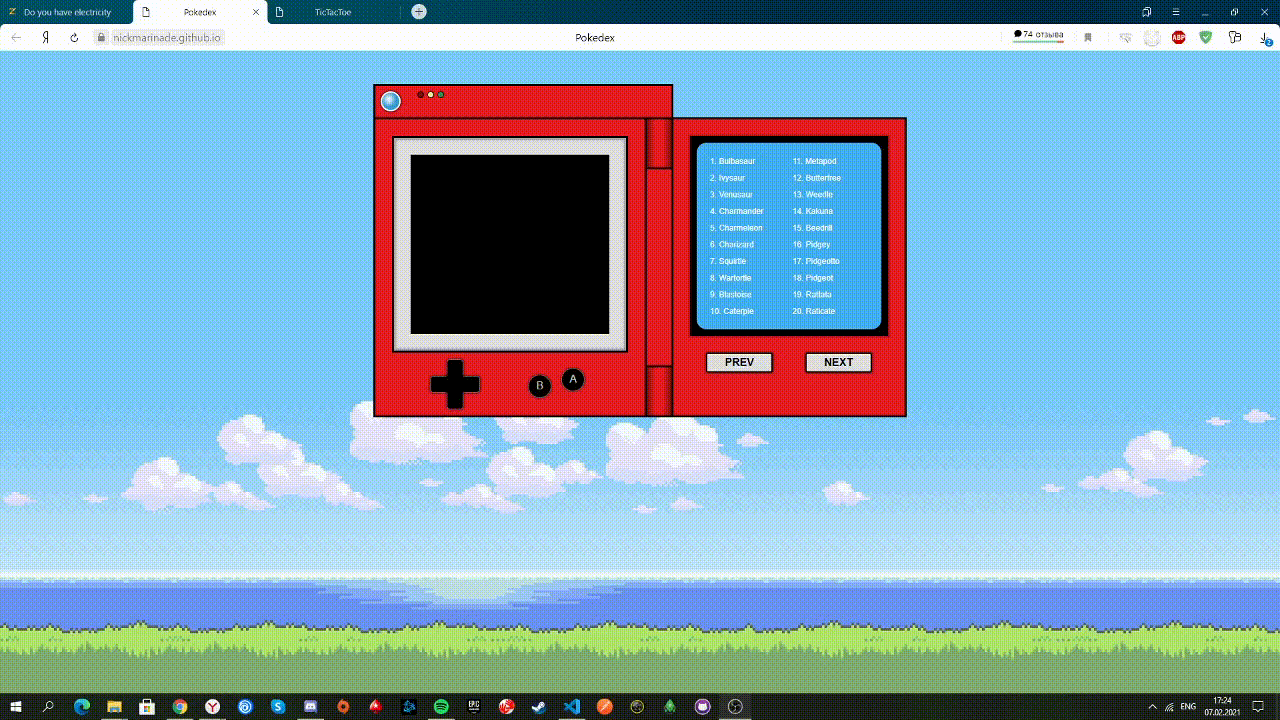 Do you have electricity
Pokedex
TicTacToe
nickmarinade.github.io
Pokedex
74 отзыва
ABP
2
1. Bulbasaur
2. Ivysaur
3. Venusaur
4. Charmander
5. Charmeleon
6. Charizard
7. Squirtle
8. Wartortle
9. Blastoise
10. Caterpie
11. Metapod
12. Butterfree
13. Weedle
14. Kakuna
15. Beedrill
16. Pidgey
17. Pidgeotto
18. Pidgeot
19. Rattata
20. Raticate
PREV
NEXT
B
A
EPIC
ENG
17:24
07.02.2021